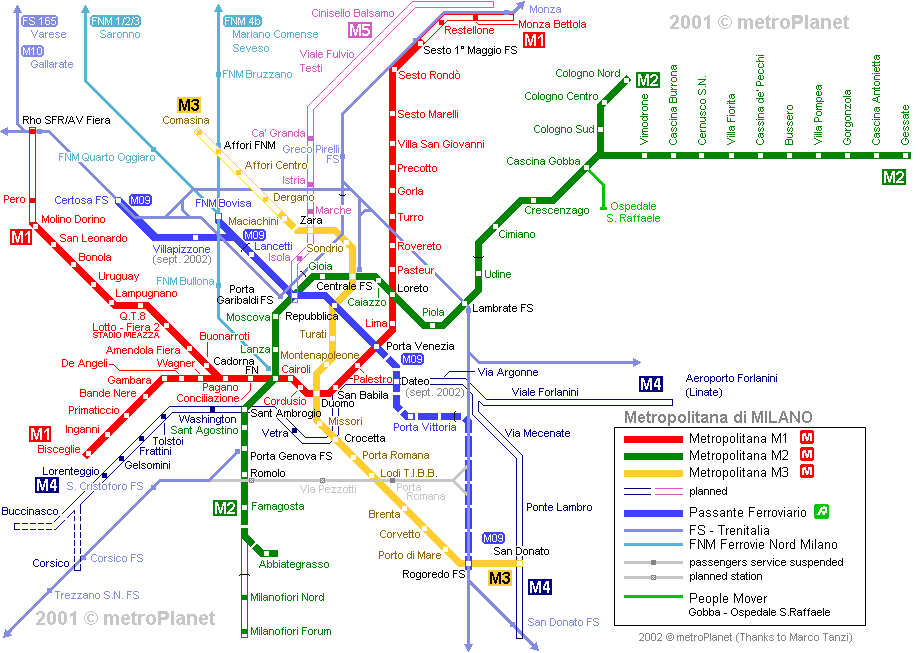 FS 165
Varese
M10
Gallarate
FNM 1/2/3
Saronno
FNM 4b
Mariano Comense
Seveso
FNM Bruzzano
Cinisello Balsamo
M5
Viale Fulvio
Testi
Monza
Restellone
Monza Bettola
M1
Sesto 1° Maggio FS
2001 © metroPlanet
Sesto Rondò
Sesto Marelli
Villa San Giovanni
Precotto
Gorla
Turro
Rovereto
Pasteur
Loreto
Lima
Cologno Nord
M2
Cologno Centro
Cologno Sud
Cascina Gobba
Vimodrone
Cascina Burrona
Cernusco S.N.
Villa Fiorita
Cassina de' Pecchi
Bussero
Villa Pompea
Gorgonzola
Cascina Antonietta
Gessate
M2
Ospedale
S. Raffaele
Crescenzago
Cimiano
Udine
Lambrate FS
Piola
M3
Comasina
Affori FNM
Affori Centro
Dergano
Maciachini
Zara
Sondrio
Ca' Granda
Greco Pirelli
FS
Istria
Marche
Isola
Gioia
Centrale FS
Caiazzo
Rho SFR/AV Fiera
FNM Quarto Oggiaro
Certosa FS
M09
FNM Bovisa
M09
Lancetti
Villapizzone
(sept. 2002)
FNM Bullona
Porta
Garibaldi FS
Repubblica
Moscova
Lanza
Turati
Montenapoleone
Pero
Molino Dorino
M1
San Leonardo
Bonola
Uruguay
Lampugnano
Q.T.8
Lotto - Fiera 2
STADIO MEAZZA
Amendola Fiera
Buonarroti
De Angeli
Wagner
Cadorna
FN
Cairoli
Gambara
Pagano
Conciliazione
Cordusio
Duomo
San Babila
Palestro
Porta Venezia
M09
Dateo
(sept. 2002)
Porta Vittoria
Bande Nere
Primaticcio
Inganni
M1
Bisceglie
Washington
Sant Ambrogio
Sant Agostino
Vetra
Missori
Crocetta
Tolstoi
Frattini
Gelsomini
Lorenteggio
M4
S. Cristoforo FS
Buccinasco
Corsico
Corsico FS
Trezzano S.N. FS
Porta Genova FS
Romolo
M2
Famagosta
Abbiategrasso
Milanofiori Nord
Milanofiori Forum
Via Pezzotti
Porta Romana
Lodi T.I.B.B.
Porta
Romana
Brenta
Corvetto
Porto di Mare
Rogoredo FS
M09
San Donato
M3
M4
San Donato FS
Via Argonne
Viale Forlanini
M4
Aeroporto Forlanini
(Linate)
Via Mecenate
Ponte Lambro
2001 © metroPlanet
Metropolitana di MILANO
Metropolitana M1 M
Metropolitana M2 M
Metropolitana M3 M
planned
Passante Ferroviario
FS - Trenitalia
FNM Ferrovie Nord Milano
passengers service suspended
planned station
People Mover
Gobba - Ospedale S.Raffaele
2002 © metroPlanet (Thanks to Marco Tanzi)